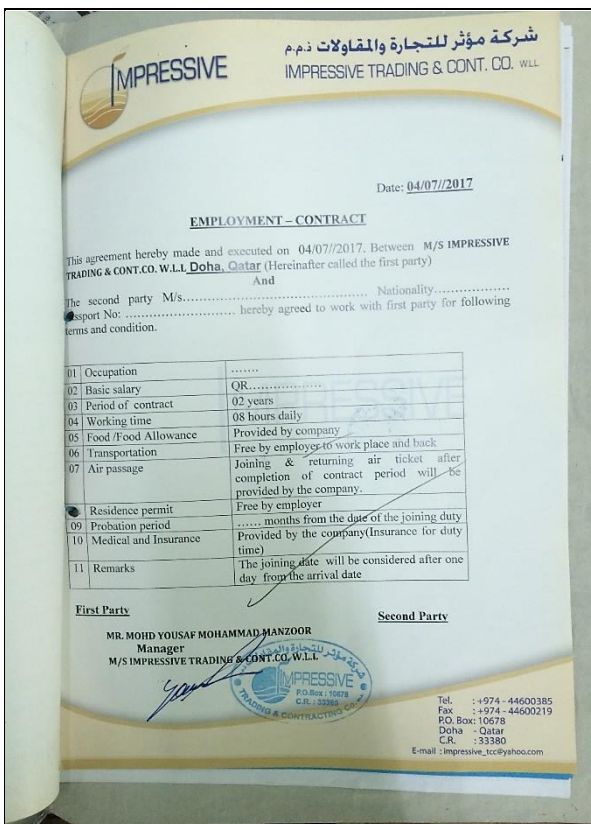 IMPRESSIVE
شركة مؤثر للتجارة والمقاولات ذ.م.م
IMPRESSIVE TRADING & CONT. CO. WLL
Date: 04/07//2017
EMPLOYMENT – CONTRACT
This agreement hereby made and executed on 04/07//2017. Between M/S IMPRESSIVE
TRADING & CONT.CO. W.L.L Doha, Qatar (Hereinafter called the first party)
And
The second party M/s................................................ Nationality..................
ssport No: ............................ hereby agreed to work with first party for following
terms and condition.
01 Occupation .......
02 Basic salary QR..................
03 Period of contract 02 years
04 Working time 08 hours daily
05 Food /Food Allowance Provided by company
06 Transportation Free by employer to work place and back
07 Air passage Joining & returning air ticket after
completion of contract period will be
provided by the company.
Residence permit Free by employer
09 Probation period ...... months from the date of the joining duty
10 Medical and Insurance Provided by the company(Insurance for duty
time)
11 Remarks The joining date will be considered after one
day from the arrival date
IMPRESSIVE
First Party
Second Party
MR. MOHD YOUSAF MOHAMMAD MANZOOR
Manager
M/S IMPRESSIVE TRADING & CONT.CO. W.L.L
شركة مؤثر للتجارة والمقاولات
IMPRESSIVE
P.O.Box : 10678
C.R. : 33380
TRADING & CONTRACTING CO.
Tel. : +974 - 44600385
Fax : +974 - 44600219
P.O. Box: 10678
Doha - Qatar
C.R. : 33380
E-mail : impressive_tcc@yahoo.com